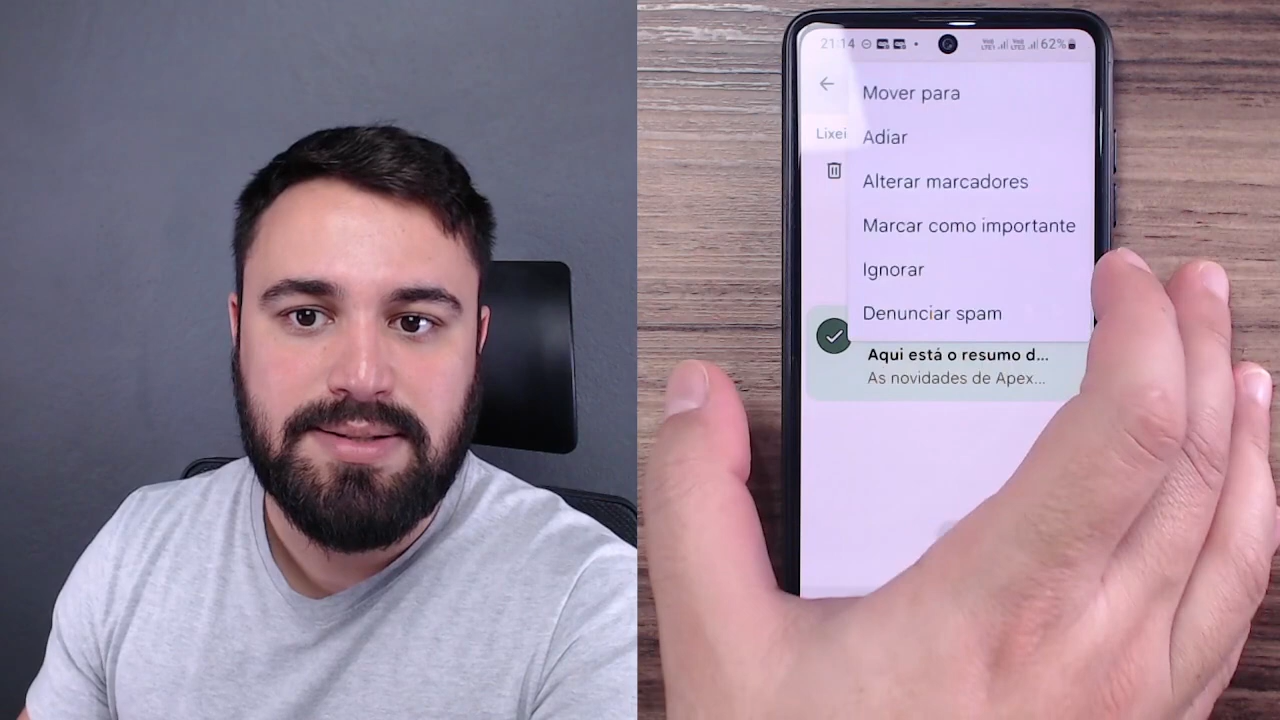 21:14 62%
Mover para
Lixei
Adiar
Alterar marcadores
Marcar como importante
Ignorar
Denunciar spam
Aqui está o resumo d...
As novidades de Apex...